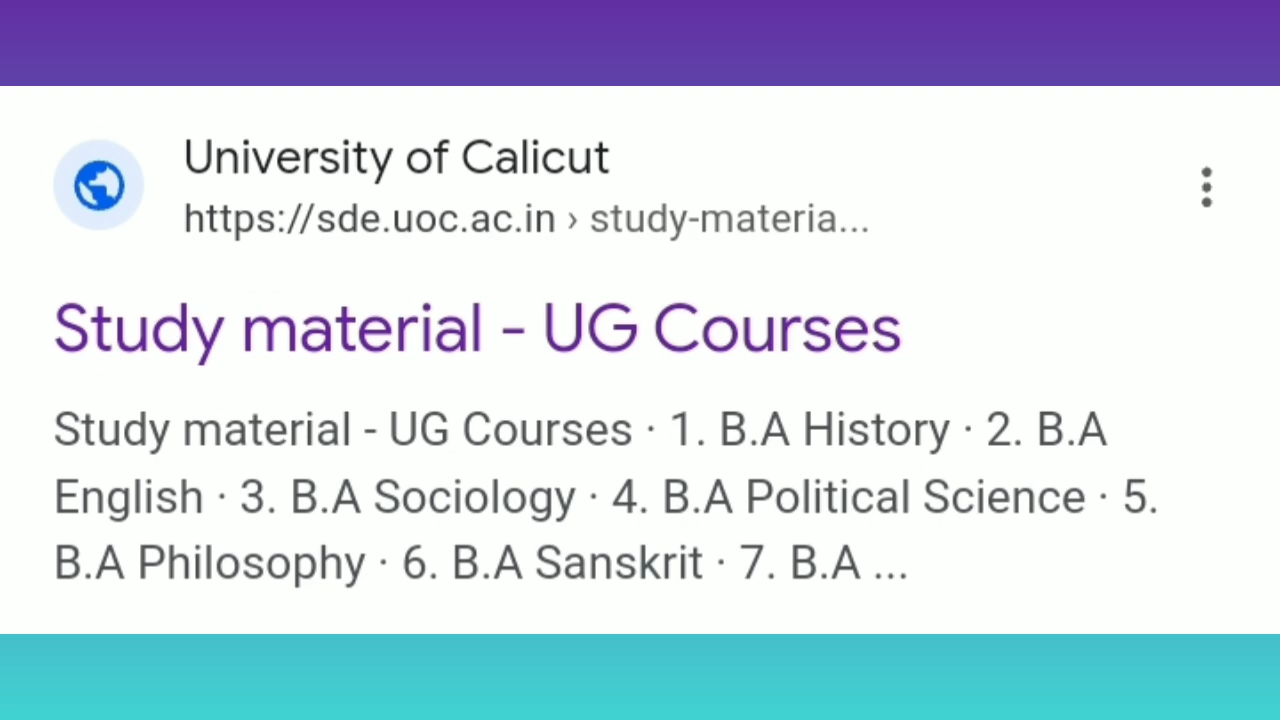 University of Calicut
https://sde.uoc.ac.in › study-materia...
Study material - UG Courses
Study material - UG Courses · 1. B.A History · 2. B.A
English · 3. B.A Sociology · 4. B.A Political Science · 5.
B.A Philosophy · 6. B.A Sanskrit · 7. B.A ...